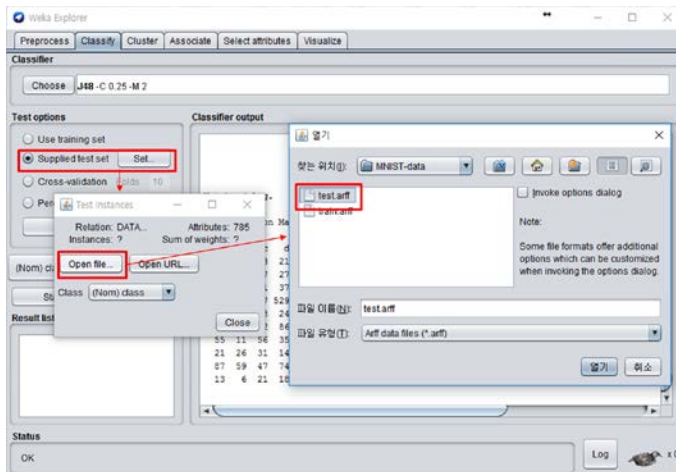 Weka Explorer
Preprocess Classify Cluster Associate Select attributes Visualize
Classifier
Choose J48 -C 0.25 -M 2
Test options
Use training set
Supplied test set Set...
Cross-validation Folds 10
(Nom)
Result list
Classifier output
Test Instances
Relation: DATA... Attributes: 785
Instances: ? Sum of weights: ?
Open file... Open URL...
Class (Nom) class
Close
55 11 56 35
21 26 31 14
87 59 47 74
13 6 21 18
열기
찾는 위치(I): MNIST-data
test.arff
train.arff
Invoke options dialog
Note:
Some file formats offer additional
options which can be customized
when invoking the options dialog.
파일 이름(N): test.arff
파일 유형(T): Arff data files (*.arff)
열기 취소
Status
OK
Log